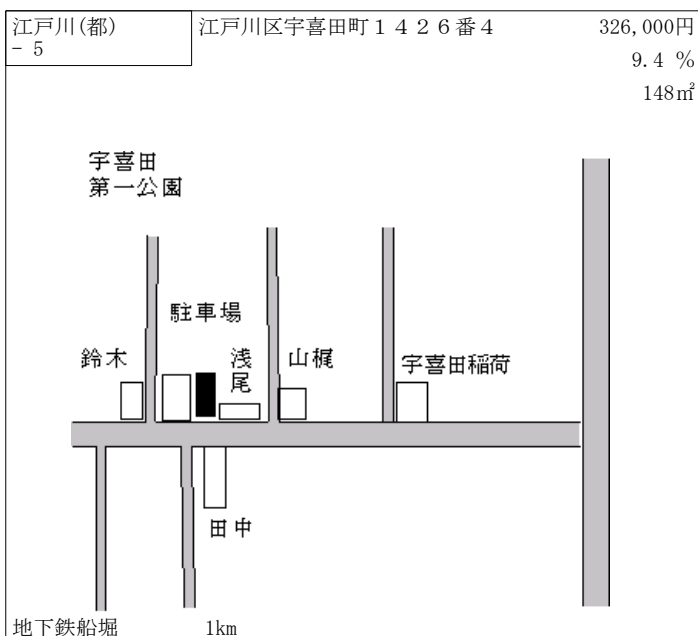 江戸川(都)
- 5
江戸川区宇喜田町１４２６番４
326,000円
9.4 %
148㎡
宇喜田
第一公園
駐車場
鈴木
浅
尾
山梶
宇喜田稲荷
田中
地下鉄船堀
1km